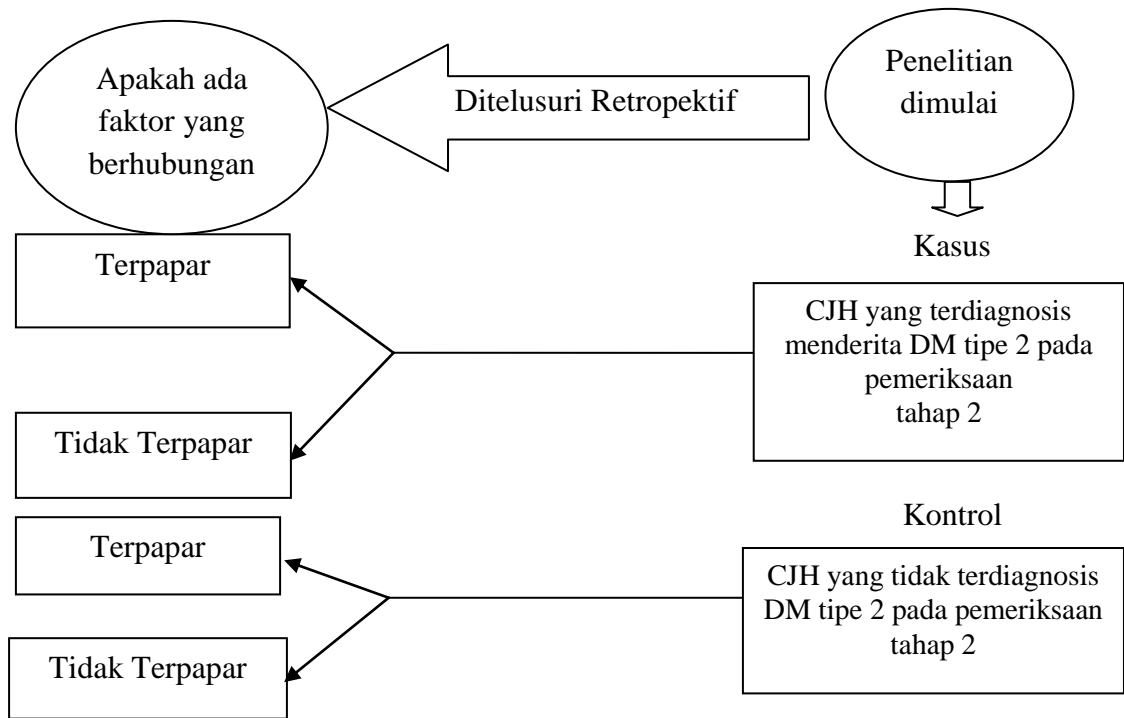 Apakah ada
faktor yang
berhubungan
Ditelusuri Retropektif
Penelitian
dimulai
Kasus
Terpapar
CJH yang terdiagnosis
menderita DM tipe 2 pada
pemeriksaan
tahap 2
Tidak Terpapar
Kontrol
Terpapar
CJH yang tidak terdiagnosis
DM tipe 2 pada pemeriksaan
tahap 2
Tidak Terpapar